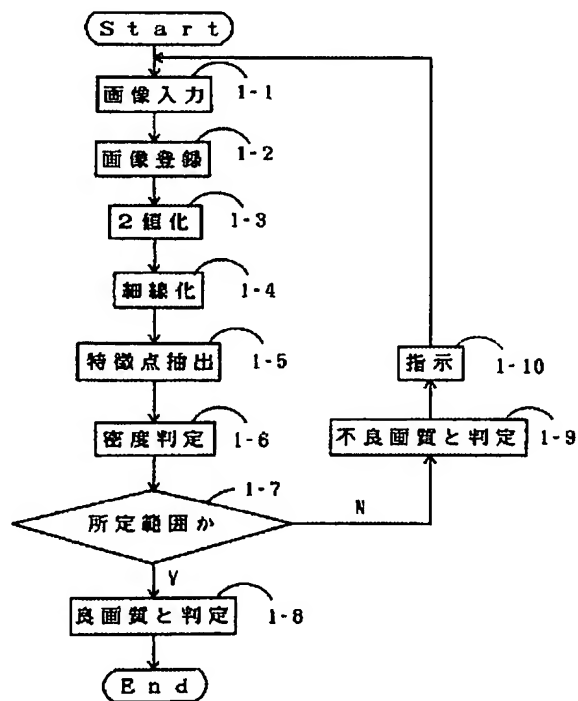 Start
画像入力 1-1
画像登録 1-2
2値化 1-3
細線化 1-4
特徴点抽出 1-5
指示 1-10
密度判定 1-6
不良画質と判定 1-9
1-7
所定範囲か N
Y
良画質と判定 1-8
End